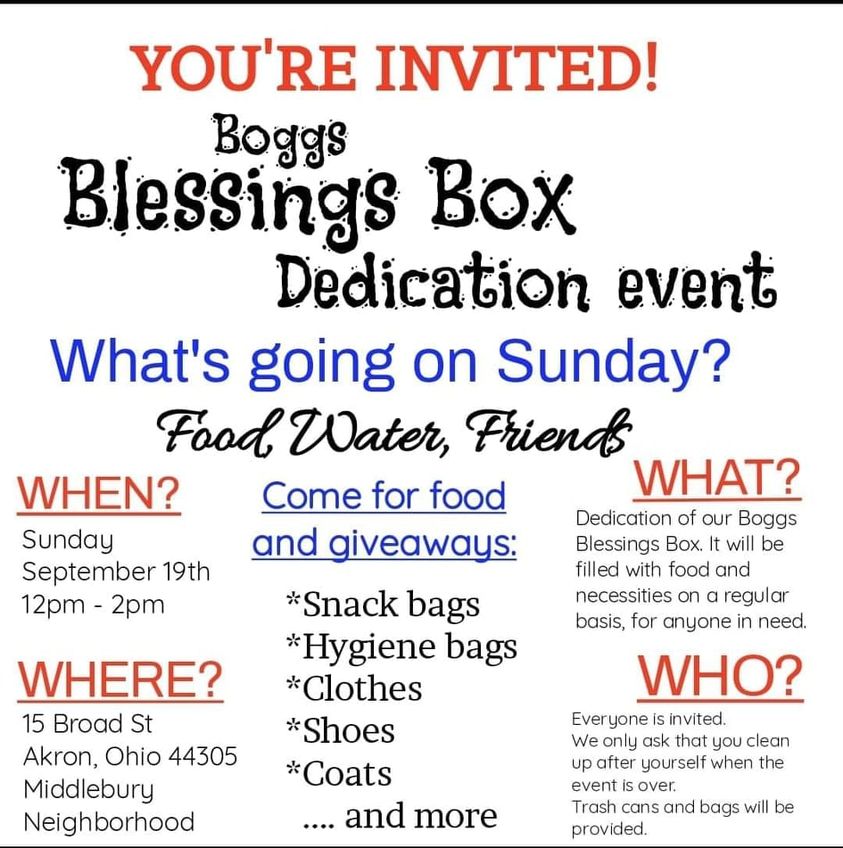 YOU'RE INVITED!
Boggs
Blessings Box
Dedication event
What's going on Sunday?
Food, Water, Friends
WHEN?
Sunday
September 19th
12pm - 2pm
WHERE?
15 Broad St
Akron, Ohio 44305
Middlebury
Neighborhood
Come for food
and giveaways:
*Snack bags
*Hygiene bags
*Clothes
*Shoes
*Coats
.... and more
WHAT?
Dedication of our Boggs
Blessings Box. It will be
filled with food and
necessities on a regular
basis, for anyone in need.
WHO?
Everyone is invited.
We only ask that you clean
up after yourself when the
event is over.
Trash cans and bags will be
provided.